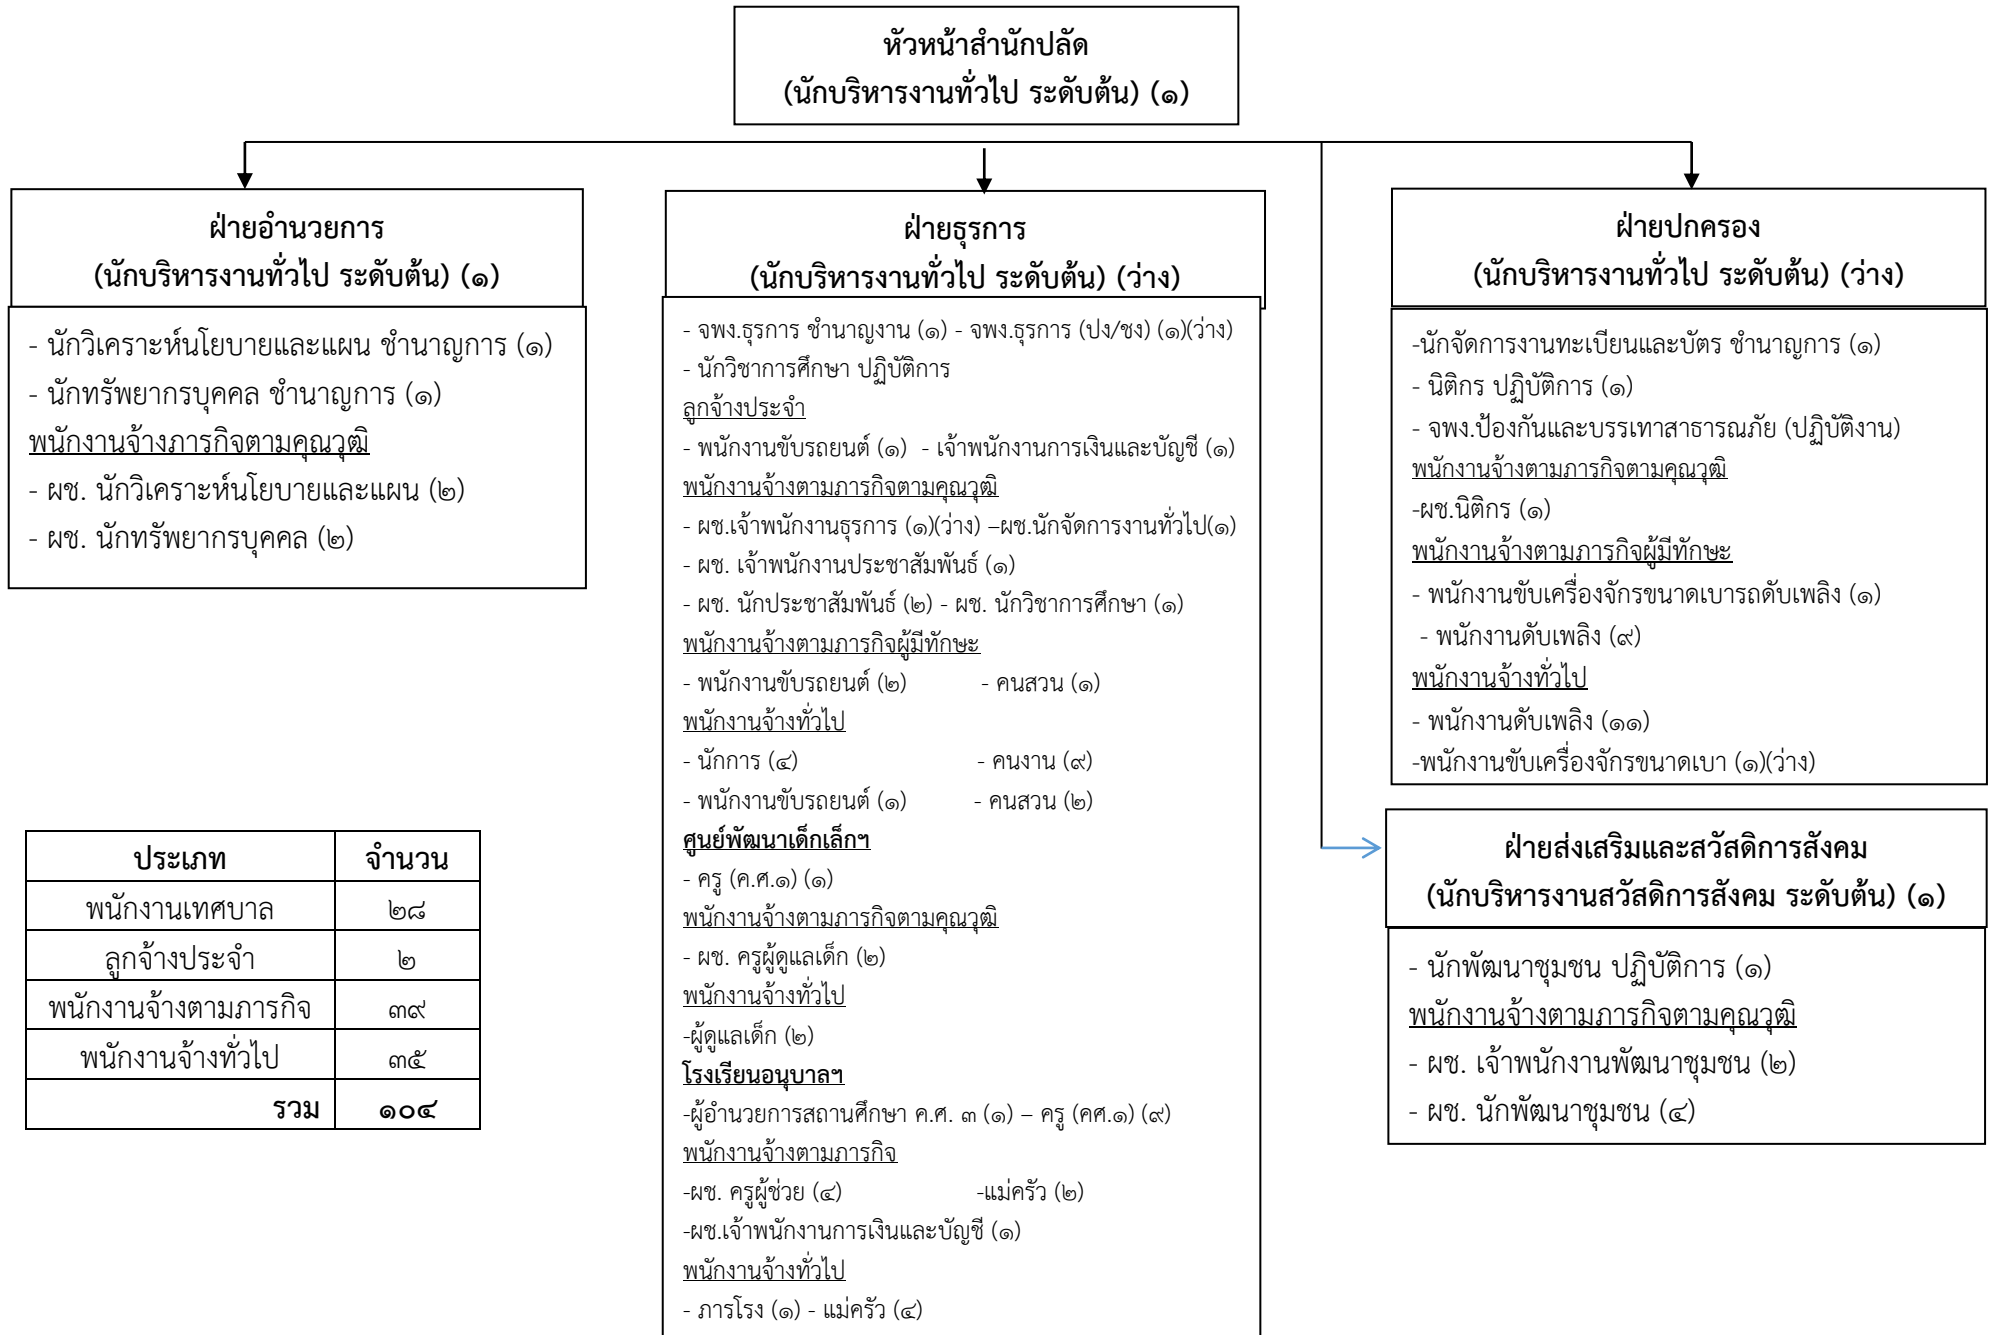 หัวหน้าสำนักปลัด
(นักบริหารงานทั่วไป ระดับต้น) (๑)
ฝ่ายอำนวยการ
(นักบริหารงานทั่วไป ระดับต้น) (๑)
- นักวิเคราะห์นโยบายและแผน ชำนาญการ (๑)
- นักทรัพยากรบุคคล ชำนาญการ (๑)
พนักงานจ้างภารกิจตามคุณวุฒิ
- ผช. นักวิเคราะห์นโยบายและแผน (๒)
- ผช. นักทรัพยากรบุคคล (๒)
ฝ่ายธุรการ
(นักบริหารงานทั่วไป ระดับต้น) (ว่าง)
- จพง.ธุรการ ชำนาญงาน (๑) - จพง.ธุรการ (ปง/ชง) (๑)(ว่าง)
- นักวิชาการศึกษา ปฏิบัติการ
ลูกจ้างประจำ
- พนักงานขับรถยนต์ (๑) - เจ้าพนักงานการเงินและบัญชี (๑)
พนักงานจ้างตามภารกิจตามคุณวุฒิ
- ผช.เจ้าพนักงานธุรการ (๑)(ว่าง) –ผช.นักจัดการงานทั่วไป(๑)
- ผช. เจ้าพนักงานประชาสัมพันธ์ (๑)
- ผช. นักประชาสัมพันธ์ (๒) - ผช. นักวิชาการศึกษา (๑)
พนักงานจ้างตามภารกิจผู้มีทักษะ
- พนักงานขับรถยนต์ (๒) - คนสวน (๑)
พนักงานจ้างทั่วไป
- นักการ (๔) - คนงาน (๙)
- พนักงานขับรถยนต์ (๑) - คนสวน (๒)
ศูนย์พัฒนาเด็กเล็กฯ
- ครู (ค.ศ.๑) (๑)
พนักงานจ้างตามภารกิจตามคุณวุฒิ
- ผช. ครูผู้ดูแลเด็ก (๒)
พนักงานจ้างทั่วไป
-ผู้ดูแลเด็ก (๒)
โรงเรียนอนุบาลฯ
-ผู้อำนวยการสถานศึกษา ค.ศ. ๓ (๑) – ครู (คศ.๑) (๙)
พนักงานจ้างตามภารกิจ
-ผช. ครูผู้ช่วย (๔) -แม่ครัว (๒)
-ผช.เจ้าพนักงานการเงินและบัญชี (๑)
พนักงานจ้างทั่วไป
- ภารโรง (๑) - แม่ครัว (๔)
ฝ่ายปกครอง
(นักบริหารงานทั่วไป ระดับต้น) (ว่าง)
-นักจัดการงานทะเบียนและบัตร ชำนาญการ (๑)
- นิติกร ปฏิบัติการ (๑)
- จพง.ป้องกันและบรรเทาสาธารณภัย (ปฏิบัติงาน)
พนักงานจ้างตามภารกิจตามคุณวุฒิ
-ผช.นิติกร (๑)
พนักงานจ้างตามภารกิจผู้มีทักษะ
- พนักงานขับเครื่องจักรขนาดเบารถดับเพลิง (๑)
- พนักงานดับเพลิง (๙)
พนักงานจ้างทั่วไป
- พนักงานดับเพลิง (๑๑)
-พนักงานขับเครื่องจักรขนาดเบา (๑)(ว่าง)
ฝ่ายส่งเสริมและสวัสดิการสังคม
(นักบริหารงานสวัสดิการสังคม ระดับต้น) (๑)
- นักพัฒนาชุมชน ปฏิบัติการ (๑)
พนักงานจ้างตามภารกิจตามคุณวุฒิ
- ผช. เจ้าพนักงานพัฒนาชุมชน (๒)
- ผช. นักพัฒนาชุมชน (๔)
ประเภท จำนวน
พนักงานเทศบาล ๒๘
ลูกจ้างประจำ ๒
พนักงานจ้างตามภารกิจ ๓๙
พนักงานจ้างทั่วไป ๓๕
รวม ๑๐๔